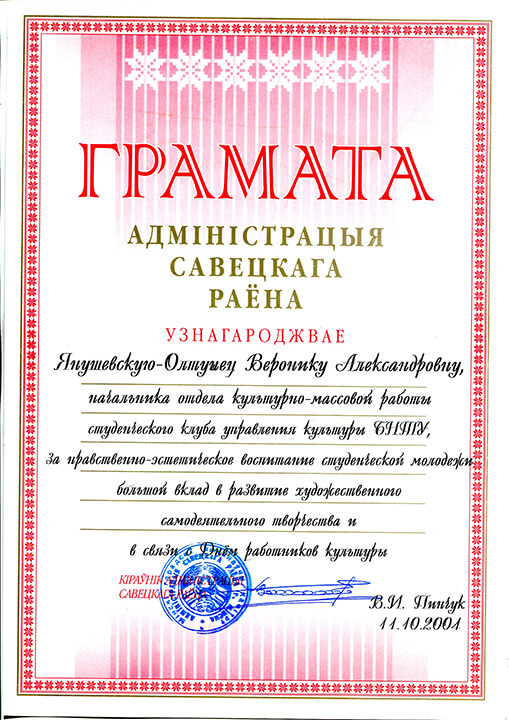 ГРАМАТА
АДМІНІСТРАЦЫЯ
САВЕЦКАГА
РАЁНА
УЗНАГАРОДЖВАЕ
Янушевскую-Олтушец Веронику Александровну,
начальника отдела культурно-массовой работы
студенческого клуба управления культуры БНТУ,
за нравственно-эстетическое воспитание студенческой молодежи
большой вклад в развитие художественного
самодеятельного творчества и
в связи с Днём работников культуры
КІРАЎНІК АДМІНІСТРАЦЫІ
САВЕЦКАГА РАЁНА
В.И. Пинчук
11.10.2001